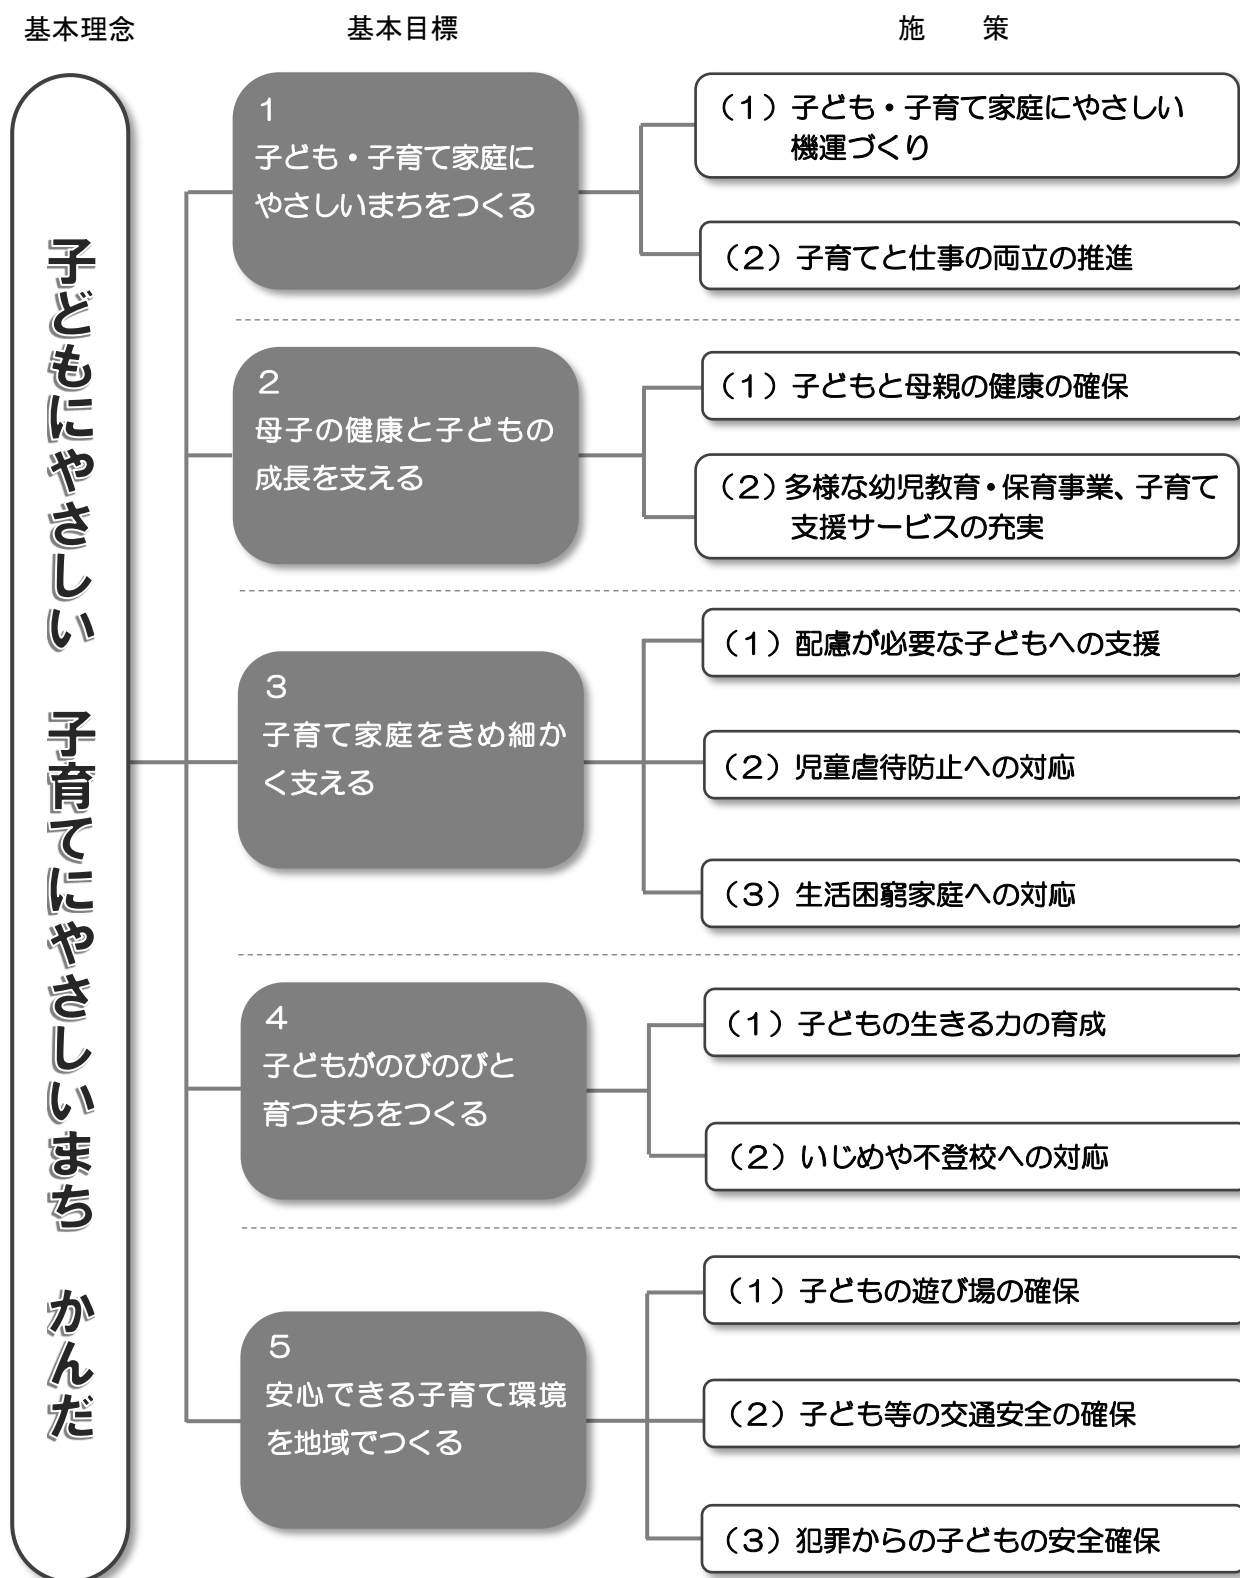 基本理念
基本目標
施　　策
子どもにやさしい　子育てにやさしいまち　かんだ
1
子ども・子育て家庭に
やさしいまちをつくる
（1）子ども・子育て家庭にやさしい
機運づくり
（2）子育てと仕事の両立の推進
2
母子の健康と子どもの
成長を支える
（1）子どもと母親の健康の確保
（2）多様な幼児教育・保育事業、子育て
支援サービスの充実
3
子育て家庭をきめ細か
く支える
（1）配慮が必要な子どもへの支援
（2）児童虐待防止への対応
（3）生活困窮家庭への対応
4
子どもがのびのびと
育つまちをつくる
（1）子どもの生きる力の育成
（2）いじめや不登校への対応
5
安心できる子育て環境
を地域でつくる
（1）子どもの遊び場の確保
（2）子ども等の交通安全の確保
（3）犯罪からの子どもの安全確保